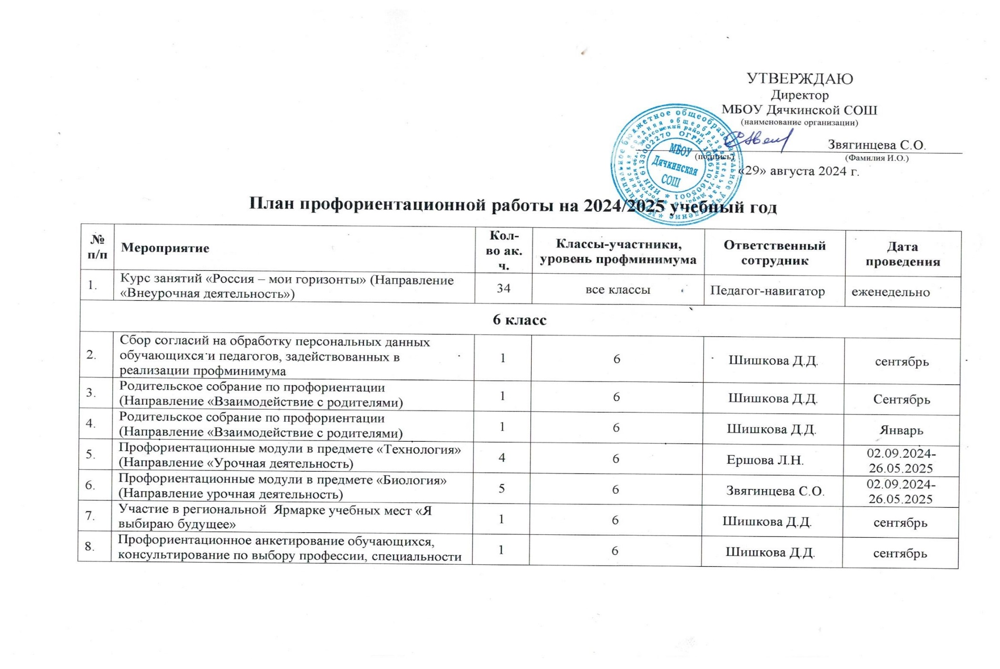 УТВЕРЖДАЮ
Директор
МБОУ Дячкинской СОШ
(наименование организации)
Звягинцева С.О.
(подпись) (Фамилия И.О.)
«29» августа 2024 г.
МБОУ
Дячкинская
СОШ
ИНН 6133002270 ОГРН 1026101605001
План профориентационной работы на 2024/2025 учебный год
№ п/п
Мероприятие
Кол-
во ак.
ч.
Классы-участники,
уровень профминимума
Ответственный
сотрудник
Дата
проведения
1.
Курс занятий «Россия – мои горизонты» (Направление
«Внеурочная деятельность»)
34
все классы
Педагог-навигатор
еженедельно
6 класс
2.
Сбор согласий на обработку персональных данных
обучающихся и педагогов, задействованных в
реализации профминимума
1
6
Шишкова Д.Д.
сентябрь
3.
Родительское собрание по профориентации
(Направление «Взаимодействие с родителями)
1
6
Шишкова Д.Д.
Сентябрь
4.
Родительское собрание по профориентации
(Направление «Взаимодействие с родителями)
1
6
Шишкова Д.Д.
Январь
5.
Профориентационные модули в предмете «Технология»
(Направление «Урочная деятельность)
4
6
Ершова Л.Н.
02.09.2024-
26.05.2025
6.
Профориентационные модули в предмете «Биология»
(Направление урочная деятельность)
5
6
Звягинцева С.О.
02.09.2024-
26.05.2025
7.
Участие в региональной Ярмарке учебных мест «Я
выбираю будущее»
1
6
Шишкова Д.Д.
сентябрь
8.
Профориентационное анкетирование обучающихся,
консультирование по выбору профессии, специальности
1
6
Шишкова Д.Д.
сентябрь